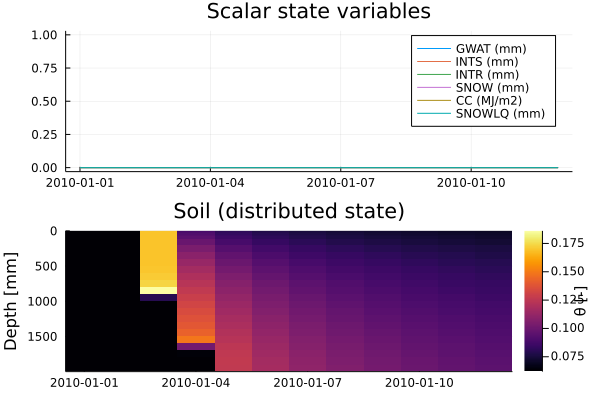 Scalar state variables
1.00
0.75
0.50
0.25
0.00
GWAT (mm)
INTS (mm)
INTR (mm)
SNOW (mm)
CC (MJ/m2)
SNOWLQ (mm)
2010-01-01 2010-01-04 2010-01-07 2010-01-10
Soil (distributed state)
Depth [mm]
0
500
1000
1500
2010-01-01 2010-01-04 2010-01-07 2010-01-10
0.175
0.150
0.125
0.100
0.075
θ [-]